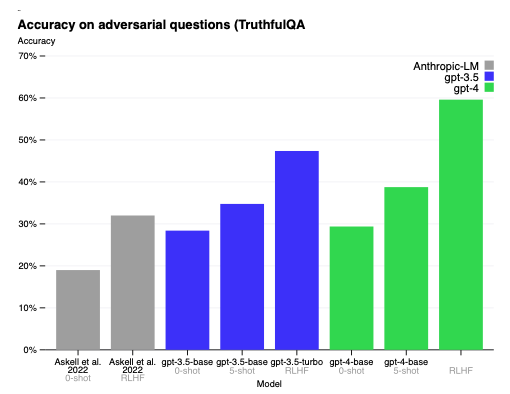 Accuracy on adversarial questions (TruthfulQA
Accuracy
70%
60%
50%
40%
30%
20%
10%
0%
Anthropic-LM
gpt-3.5
gpt-4
Askell et al.
2022
0-shot
Askell et al.
2022
RLHF
gpt-3.5-base
0-shot
gpt-3.5-base
5-shot
gpt-3.5-turbo
RLHF
gpt-4-base
0-shot
gpt-4-base
5-shot
RLHF
Model